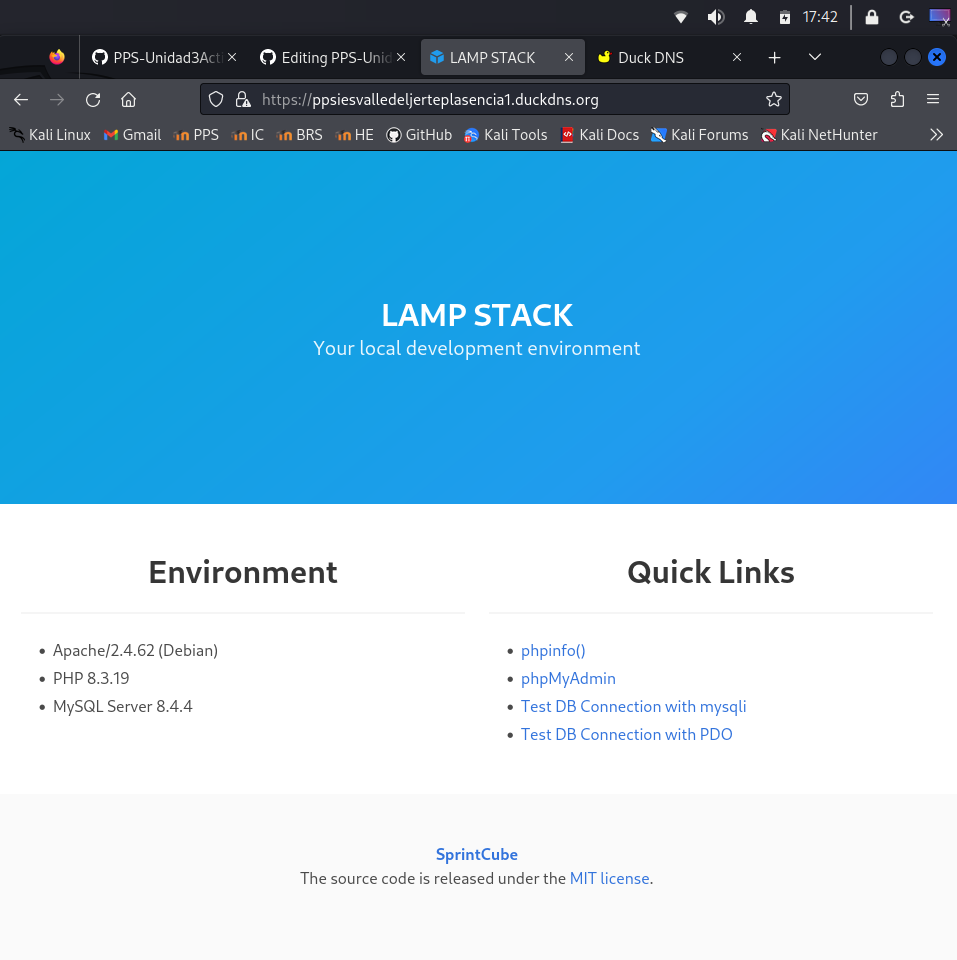 17:42
PPS-Unidad3Acti
Editing PPS-Unid
LAMP STACK
Duck DNS
https://ppsiesvalledeljerteplasencia1.duckdns.org
Kali Linux
Gmail
PPS
IC
BRS
HE
GitHub
Kali Tools
Kali Docs
Kali Forums
Kali NetHunter
LAMP STACK
Your local development environment
Environment
Apache/2.4.62 (Debian)
PHP 8.3.19
MySQL Server 8.4.4
Quick Links
phpinfo()
phpMyAdmin
Test DB Connection with mysqli
Test DB Connection with PDO
SprintCube
The source code is released under the MIT license.